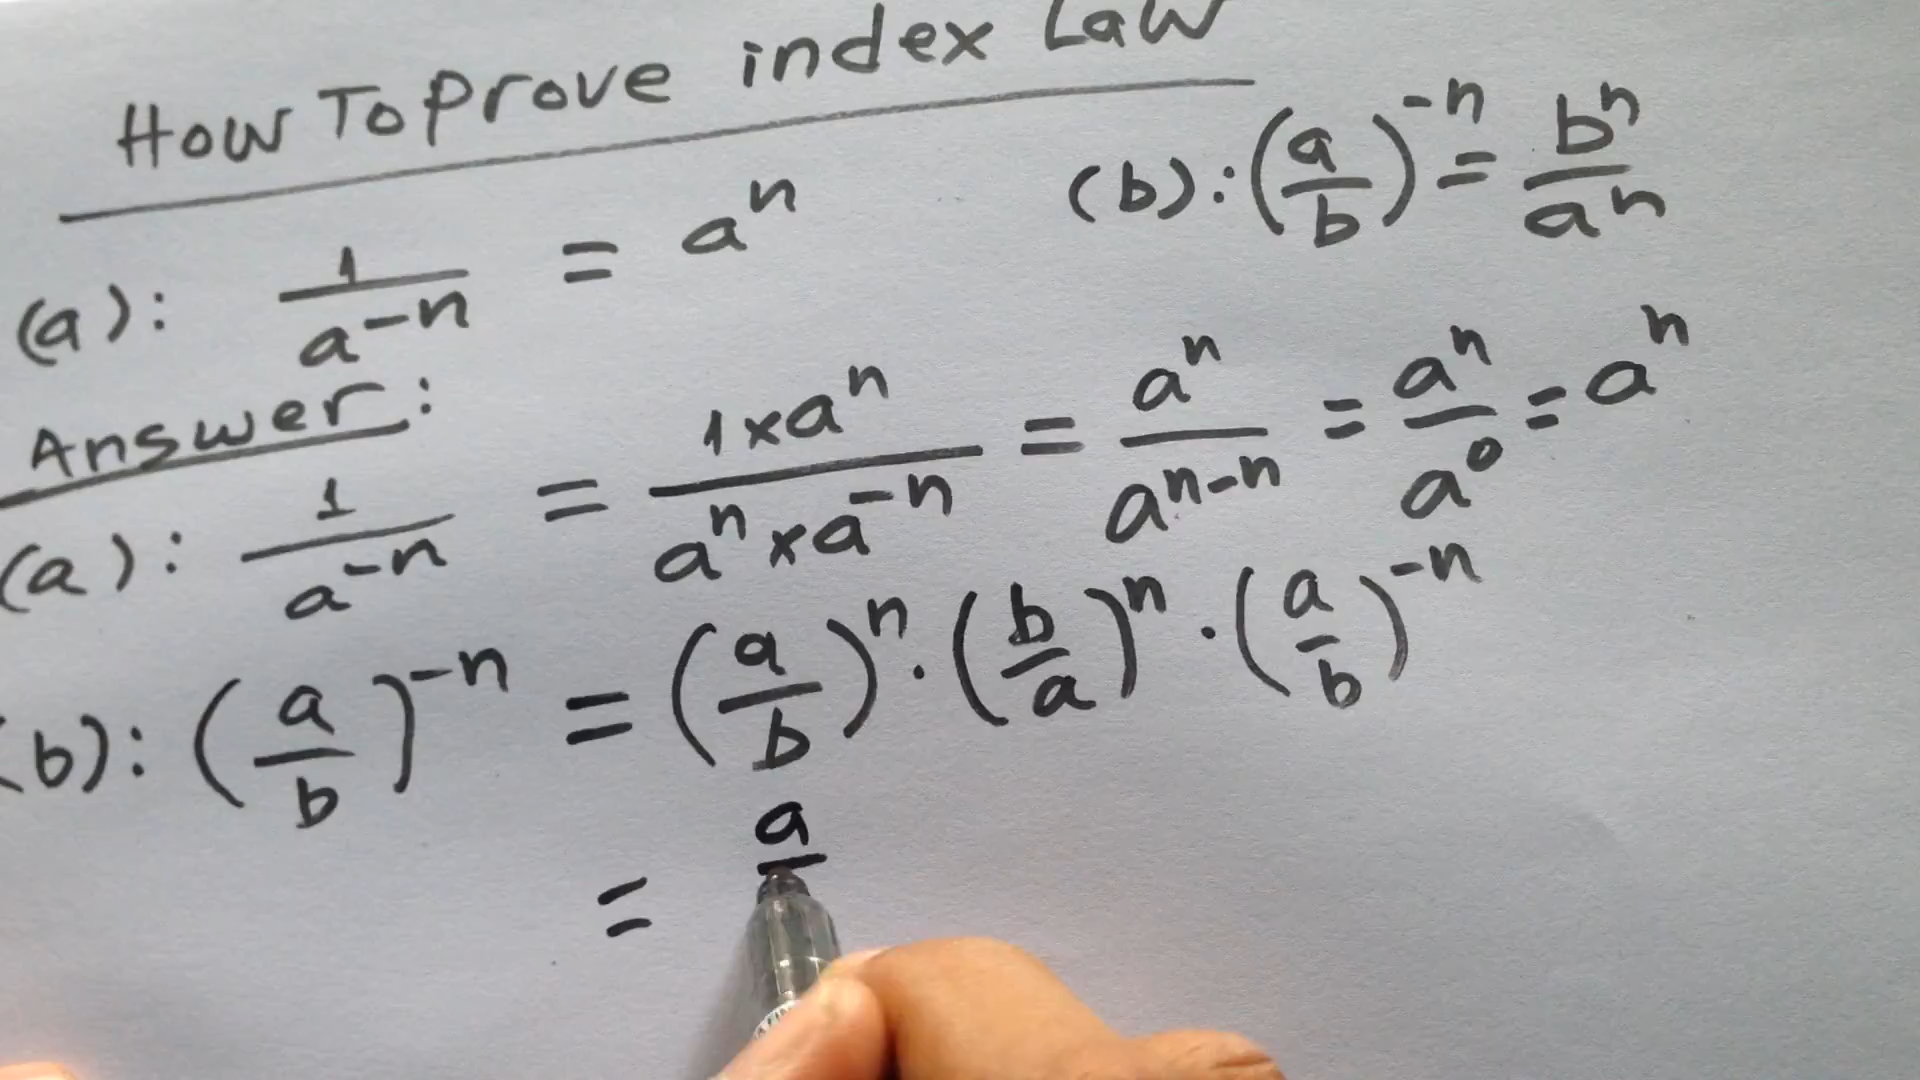 How To Prove index Law
(a): 1/a^{-n} = a^n
(b): (a/b)^{-n} = b^n/a^n
Answer:
(a): 1/a^{-n} = 1×a^n/a^n×a^{-n} = a^n/a^{n-n} = a^n/a^0 = a^n
(b): (a/b)^{-n} = (a/b)^n · (b/a)^n · (a/b)^{-n}
= a/